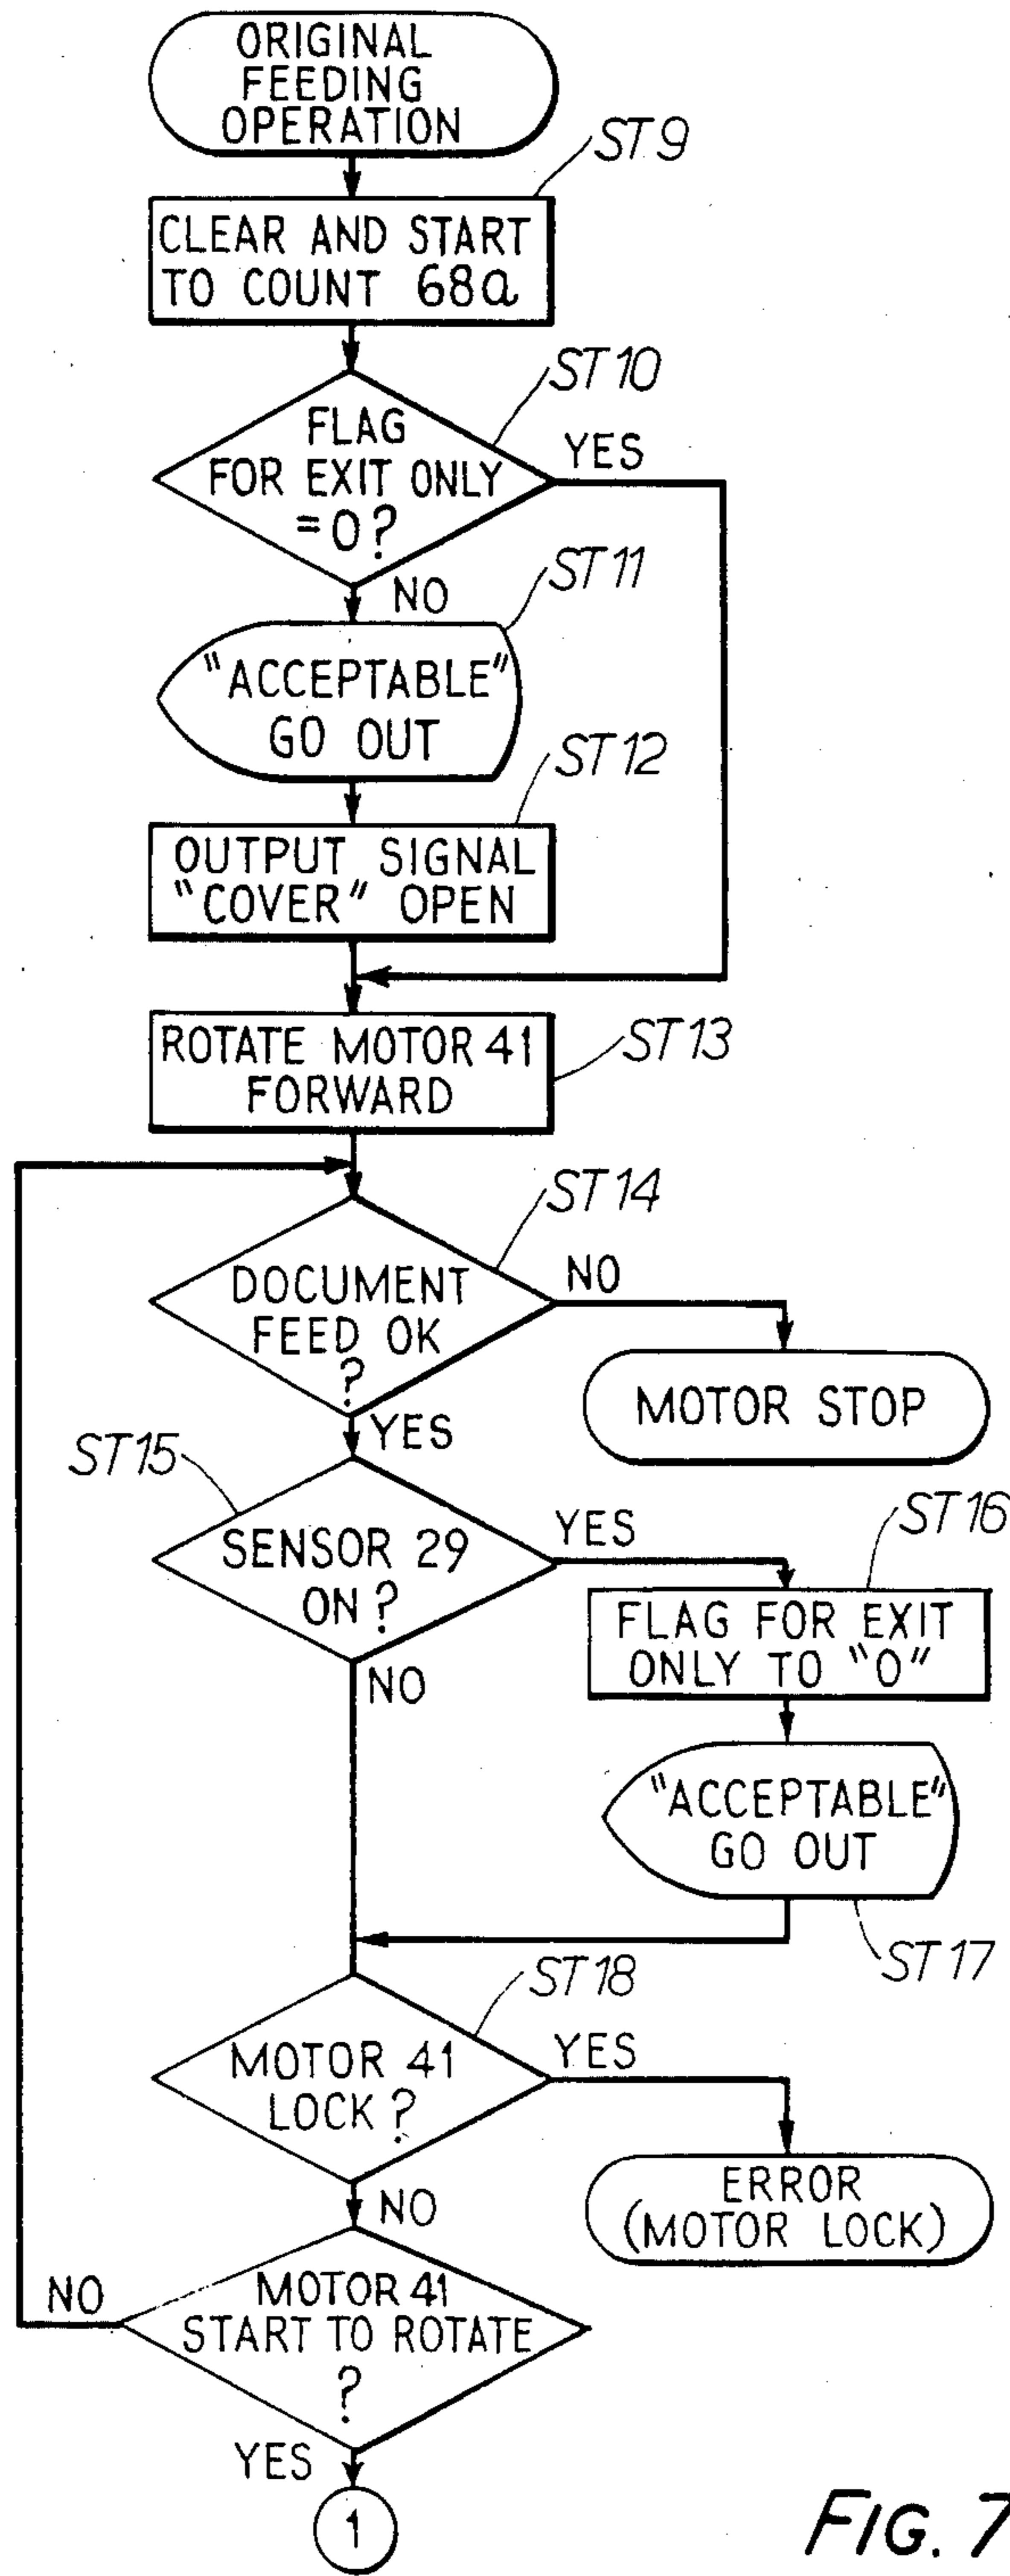 ORIGINAL
FEEDING
OPERATION
ST9
CLEAR AND START
TO COUNT 68a
ST10
FLAG
FOR EXIT ONLY
=0?
YES
NO
ST11
"ACCEPTABLE"
GO OUT
ST12
OUTPUT SIGNAL
"COVER" OPEN
ROTATE MOTOR 41
FORWARD
ST13
ST14
DOCUMENT
FEED OK
?
NO
MOTOR STOP
YES
ST15
SENSOR 29
ON?
YES
ST16
FLAG FOR EXIT
ONLY TO "0"
NO
"ACCEPTABLE"
GO OUT
ST17
ST18
MOTOR 41
LOCK?
YES
ERROR
(MOTOR LOCK)
NO
MOTOR 41
START TO ROTATE
?
NO
YES
1
FIG. 7